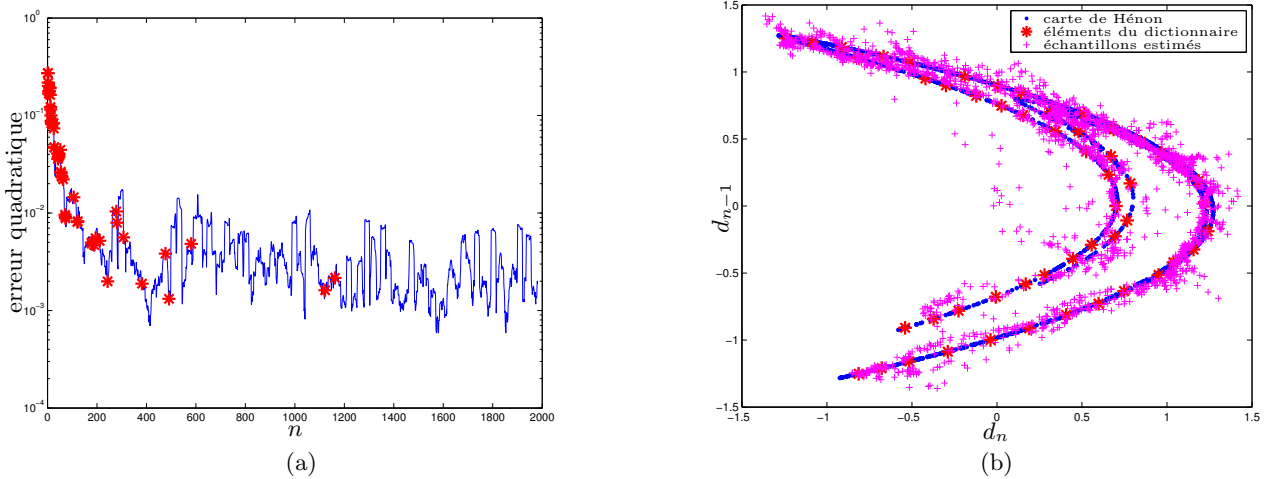 10^0
10^−1
10^−2
10^−3
10^−4
erreur quadratique
0 200 400 600 800 1000 1200 1400 1600 1800 2000
n
(a)
1.5
1
0.5
0
−0.5
−1
−1.5
d_{n−1}
carte de Hénon
éléments du dictionnaire
échantillons estimés
−1 −0.5 0 0.5 1 1.5
d_n
(b)